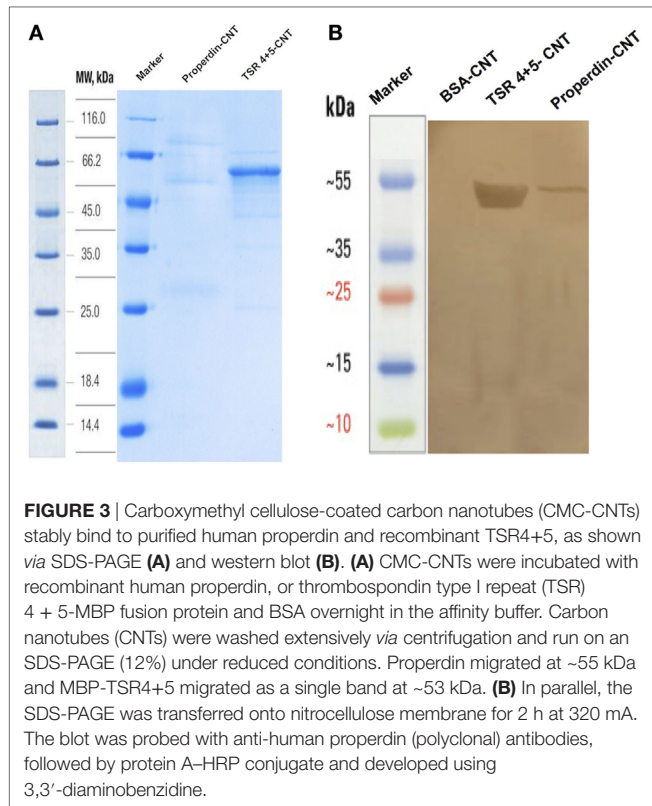 A
MW, kDa
Marker
Properdin-CNT
TSR 4+5-CNT
116.0
66.2
45.0
35.0
25.0
18.4
14.4
B
kDa
Marker
BSA-CNT
TSR 4+5- CNT
Properdin-CNT
~55
~35
~25
~15
~10
FIGURE 3 | Carboxymethyl cellulose-coated carbon nanotubes (CMC-CNTs)
stably bind to purified human properdin and recombinant TSR4+5, as shown
via SDS-PAGE (A) and western blot (B). (A) CMC-CNTs were incubated with
recombinant human properdin, or thrombospondin type I repeat (TSR)
4 + 5-MBP fusion protein and BSA overnight in the affinity buffer. Carbon
nanotubes (CNTs) were washed extensively via centrifugation and run on an
SDS-PAGE (12%) under reduced conditions. Properdin migrated at ~55 kDa
and MBP-TSR4+5 migrated as a single band at ~53 kDa. (B) In parallel, the
SDS-PAGE was transferred onto nitrocellulose membrane for 2 h at 320 mA.
The blot was probed with anti-human properdin (polyclonal) antibodies,
followed by protein A–HRP conjugate and developed using
3,3′-diaminobenzidine.